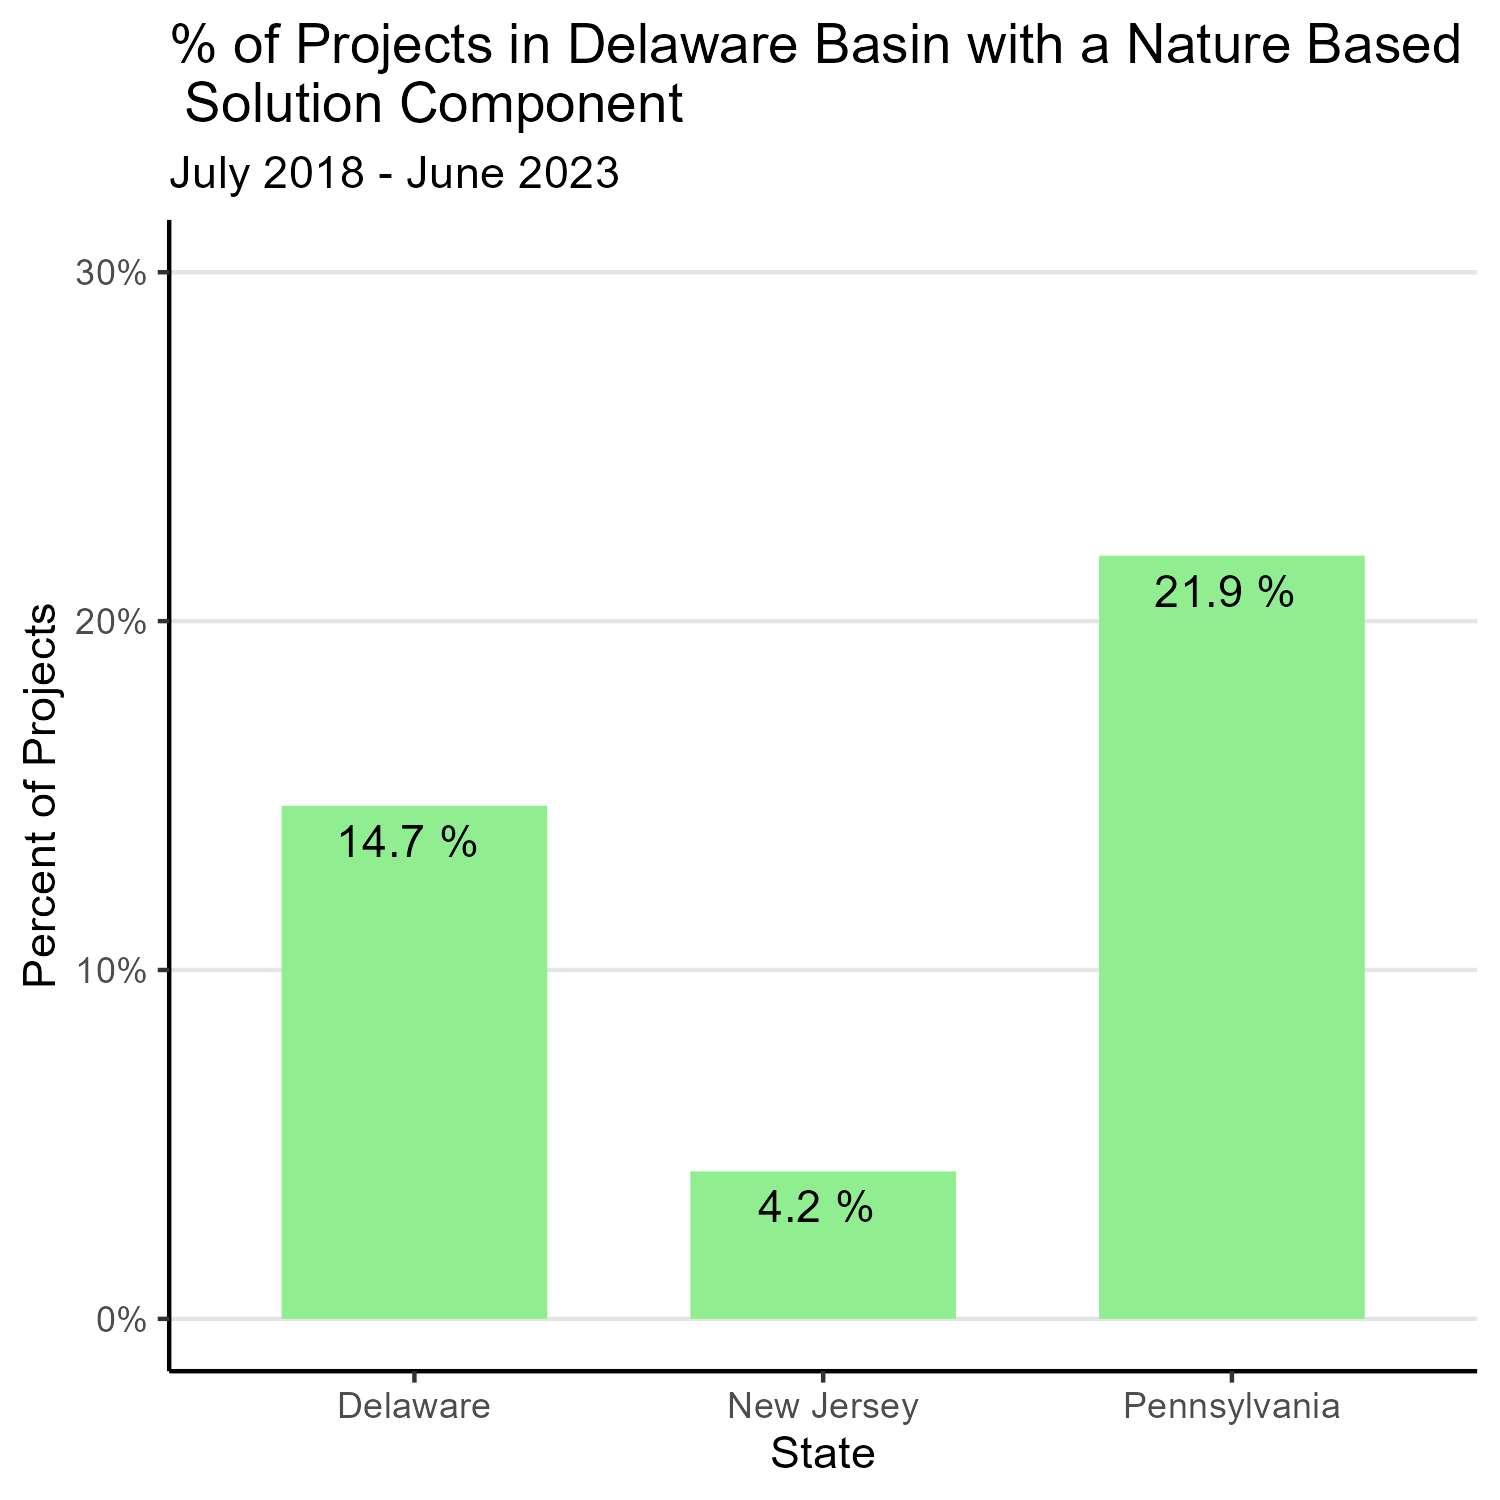 % of Projects in Delaware Basin with a Nature Based
Solution Component
July 2018 - June 2023
Percent of Projects
30%
20%
10%
0%
14.7 %
4.2 %
21.9 %
Delaware
New Jersey
Pennsylvania
State